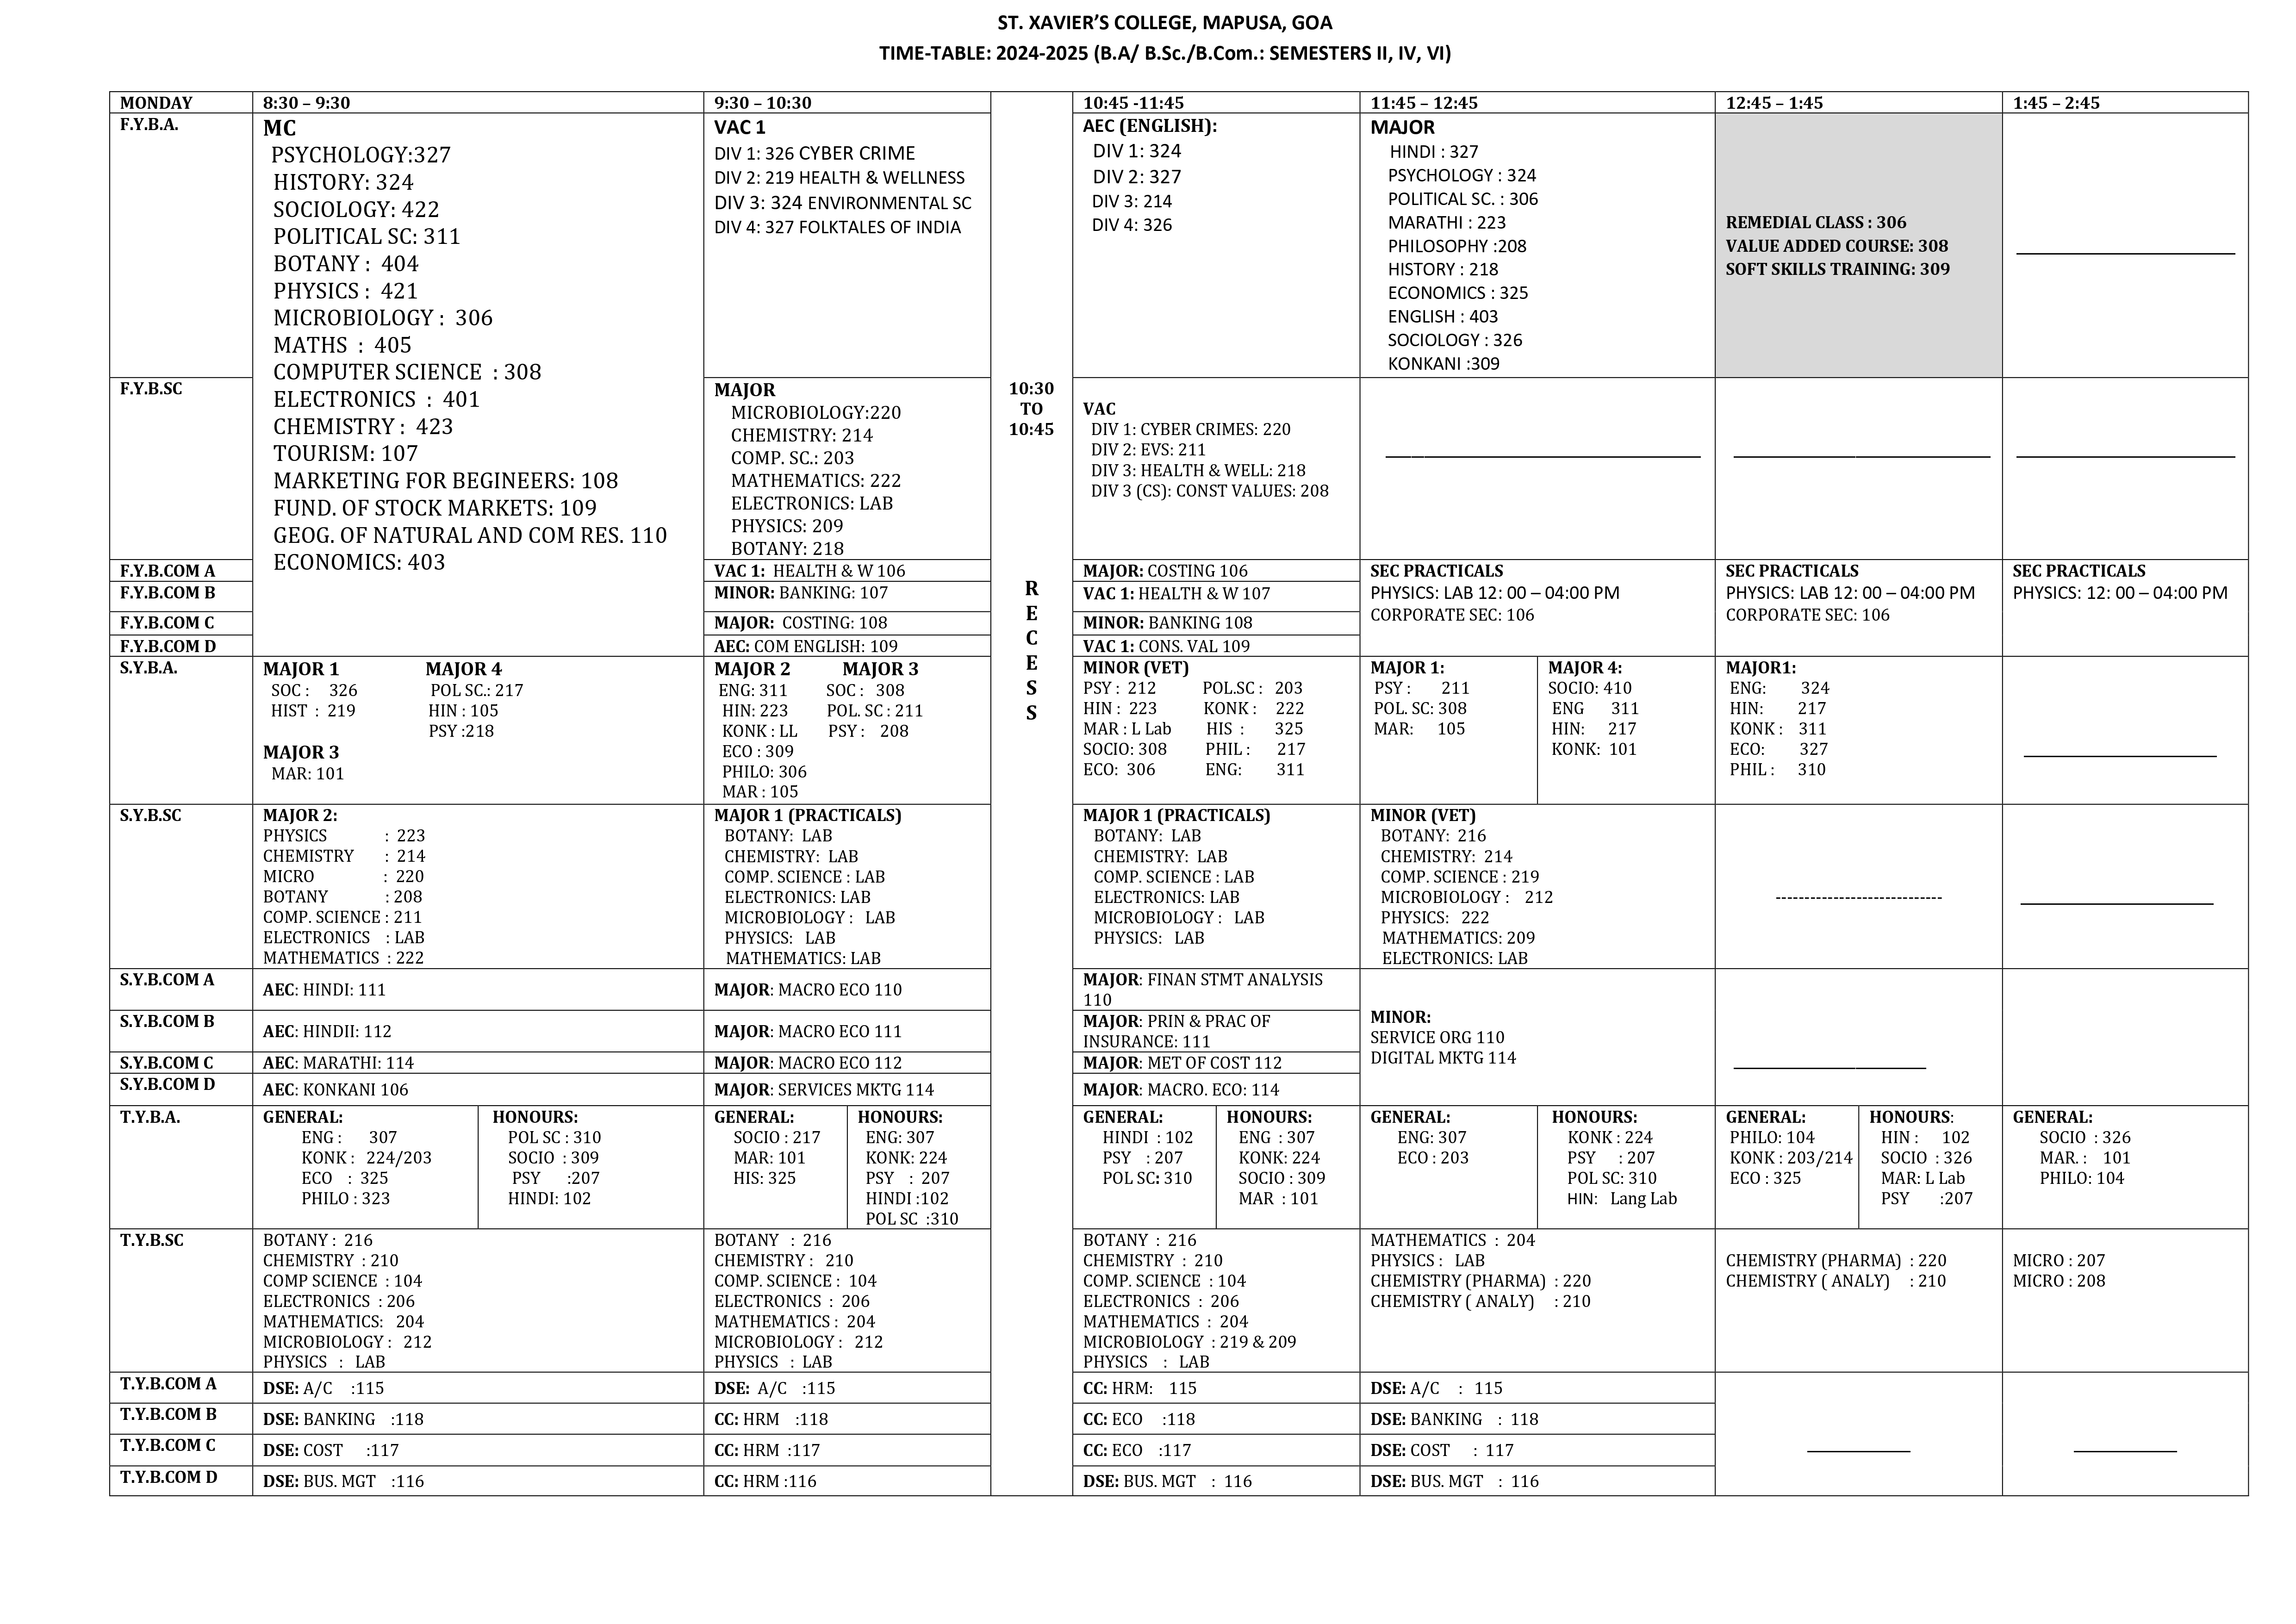 ST. XAVIER’S COLLEGE, MAPUSA, GOA
TIME-TABLE: 2024-2025 (B.A/ B.Sc./B.Com.: SEMESTERS II, IV, VI)
MONDAY
8:30 – 9:30
9:30 – 10:30
10:45 -11:45
11:45 – 12:45
12:45 – 1:45
1:45 – 2:45
10:30
TO
10:45
R
E
C
E
S
S
F.Y.B.A.
MC
PSYCHOLOGY:327
HISTORY: 324
SOCIOLOGY: 422
POLITICAL SC: 311
BOTANY : 404
PHYSICS : 421
MICROBIOLOGY : 306
MATHS : 405
COMPUTER SCIENCE : 308
ELECTRONICS : 401
CHEMISTRY : 423
TOURISM: 107
MARKETING FOR BEGINEERS: 108
FUND. OF STOCK MARKETS: 109
GEOG. OF NATURAL AND COM RES. 110
ECONOMICS: 403
VAC 1
DIV 1: 326 CYBER CRIME
DIV 2: 219 HEALTH & WELLNESS
DIV 3: 324 ENVIRONMENTAL SC
DIV 4: 327 FOLKTALES OF INDIA
AEC (ENGLISH):
DIV 1: 324
DIV 2: 327
DIV 3: 214
DIV 4: 326
MAJOR
HINDI : 327
PSYCHOLOGY : 324
POLITICAL SC. : 306
MARATHI : 223
PHILOSOPHY :208
HISTORY : 218
ECONOMICS : 325
ENGLISH : 403
SOCIOLOGY : 326
KONKANI :309
REMEDIAL CLASS : 306
VALUE ADDED COURSE: 308
SOFT SKILLS TRAINING: 309
F.Y.B.SC
MAJOR
MICROBIOLOGY:220
CHEMISTRY: 214
COMP. SC.: 203
MATHEMATICS: 222
ELECTRONICS: LAB
PHYSICS: 209
BOTANY: 218
VAC
DIV 1: CYBER CRIMES: 220
DIV 2: EVS: 211
DIV 3: HEALTH & WELL: 218
DIV 3 (CS): CONST VALUES: 208
F.Y.B.COM A
VAC 1: HEALTH & W 106
MAJOR: COSTING 106
SEC PRACTICALS
PHYSICS: LAB 12: 00 – 04:00 PM
CORPORATE SEC: 106
SEC PRACTICALS
PHYSICS: LAB 12: 00 – 04:00 PM
CORPORATE SEC: 106
SEC PRACTICALS
PHYSICS: 12: 00 – 04:00 PM
F.Y.B.COM B
MINOR: BANKING: 107
VAC 1: HEALTH & W 107
F.Y.B.COM C
MAJOR: COSTING: 108
MINOR: BANKING 108
F.Y.B.COM D
AEC: COM ENGLISH: 109
VAC 1: CONS. VAL 109
S.Y.B.A.
MAJOR 1 MAJOR 4
SOC : 326 POL SC.: 217
HIST : 219 HIN : 105
PSY :218
MAJOR 3
MAR: 101
MAJOR 2 MAJOR 3
ENG: 311 SOC : 308
HIN: 223 POL. SC : 211
KONK : LL PSY : 208
ECO : 309
PHILO: 306
MAR : 105
MINOR (VET)
PSY : 212 POL.SC : 203
HIN : 223 KONK : 222
MAR : L Lab HIS : 325
SOCIO: 308 PHIL : 217
ECO: 306 ENG: 311
MAJOR 1:
PSY : 211
POL. SC: 308
MAR: 105
MAJOR 4:
SOCIO: 410
ENG 311
HIN: 217
KONK: 101
MAJOR1:
ENG: 324
HIN: 217
KONK : 311
ECO: 327
PHIL : 310
S.Y.B.SC
MAJOR 2:
PHYSICS : 223
CHEMISTRY : 214
MICRO : 220
BOTANY : 208
COMP. SCIENCE : 211
ELECTRONICS : LAB
MATHEMATICS : 222
MAJOR 1 (PRACTICALS)
BOTANY: LAB
CHEMISTRY: LAB
COMP. SCIENCE : LAB
ELECTRONICS: LAB
MICROBIOLOGY : LAB
PHYSICS: LAB
MATHEMATICS: LAB
MAJOR 1 (PRACTICALS)
BOTANY: LAB
CHEMISTRY: LAB
COMP. SCIENCE : LAB
ELECTRONICS: LAB
MICROBIOLOGY : LAB
PHYSICS: LAB
MINOR (VET)
BOTANY: 216
CHEMISTRY: 214
COMP. SCIENCE : 219
MICROBIOLOGY : 212
PHYSICS: 222
MATHEMATICS: 209
ELECTRONICS: LAB
----------------------------
S.Y.B.COM A
AEC: HINDI: 111
MAJOR: MACRO ECO 110
MAJOR: FINAN STMT ANALYSIS
110
MINOR:
SERVICE ORG 110
DIGITAL MKTG 114
S.Y.B.COM B
AEC: HINDII: 112
MAJOR: MACRO ECO 111
MAJOR: PRIN & PRAC OF
INSURANCE: 111
S.Y.B.COM C
AEC: MARATHI: 114
MAJOR: MACRO ECO 112
MAJOR: MET OF COST 112
S.Y.B.COM D
AEC: KONKANI 106
MAJOR: SERVICES MKTG 114
MAJOR: MACRO. ECO: 114
T.Y.B.A.
GENERAL:
ENG : 307
KONK : 224/203
ECO : 325
PHILO : 323
HONOURS:
POL SC : 310
SOCIO : 309
PSY :207
HINDI: 102
GENERAL:
SOCIO : 217
MAR: 101
HIS: 325
HONOURS:
ENG: 307
KONK: 224
PSY : 207
HINDI :102
POL SC :310
GENERAL:
HINDI : 102
PSY : 207
POL SC: 310
HONOURS:
ENG : 307
KONK: 224
SOCIO : 309
MAR : 101
GENERAL:
ENG: 307
ECO : 203
HONOURS:
KONK : 224
PSY : 207
POL SC: 310
HIN: Lang Lab
GENERAL:
PHILO: 104
KONK : 203/214
ECO : 325
HONOURS:
HIN : 102
SOCIO : 326
MAR: L Lab
PSY :207
GENERAL:
SOCIO : 326
MAR. : 101
PHILO: 104
T.Y.B.SC
BOTANY : 216
CHEMISTRY : 210
COMP SCIENCE : 104
ELECTRONICS : 206
MATHEMATICS: 204
MICROBIOLOGY : 212
PHYSICS : LAB
BOTANY : 216
CHEMISTRY : 210
COMP. SCIENCE : 104
ELECTRONICS : 206
MATHEMATICS : 204
MICROBIOLOGY : 212
PHYSICS : LAB
BOTANY : 216
CHEMISTRY : 210
COMP. SCIENCE : 104
ELECTRONICS : 206
MATHEMATICS : 204
MICROBIOLOGY : 219 & 209
PHYSICS : LAB
MATHEMATICS : 204
PHYSICS : LAB
CHEMISTRY (PHARMA) : 220
CHEMISTRY ( ANALY) : 210
CHEMISTRY (PHARMA) : 220
CHEMISTRY ( ANALY) : 210
MICRO : 207
MICRO : 208
T.Y.B.COM A
DSE: A/C :115
DSE: A/C :115
CC: HRM: 115
DSE: A/C : 115
T.Y.B.COM B
DSE: BANKING :118
CC: HRM :118
CC: ECO :118
DSE: BANKING : 118
T.Y.B.COM C
DSE: COST :117
CC: HRM :117
CC: ECO :117
DSE: COST : 117
T.Y.B.COM D
DSE: BUS. MGT :116
CC: HRM :116
DSE: BUS. MGT : 116
DSE: BUS. MGT : 116